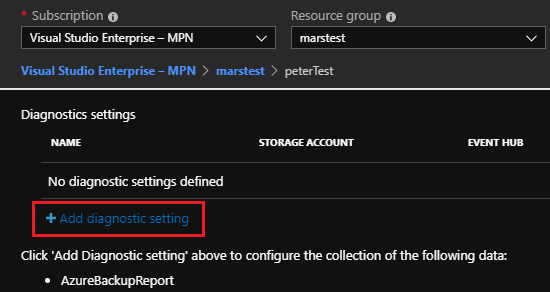 * Subscription Resource group
Visual Studio Enterprise – MPN marstest
Visual Studio Enterprise – MPN > marstest > peterTest
Diagnostics settings
NAME STORAGE ACCOUNT EVENT HUB
No diagnostic settings defined
+ Add diagnostic setting
Click 'Add Diagnostic setting' above to configure the collection of the following data:
• AzureBackupReport